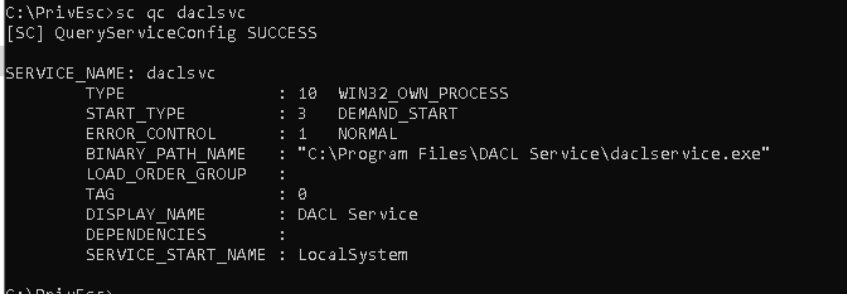 C:\PrivEsc>sc qc daclsvc
[SC] QueryServiceConfig SUCCESS
SERVICE_NAME: daclsvc
TYPE : 10 WIN32_OWN_PROCESS
START_TYPE : 3 DEMAND_START
ERROR_CONTROL : 1 NORMAL
BINARY_PATH_NAME : "C:\Program Files\DACL Service\daclservice.exe"
LOAD_ORDER_GROUP :
TAG : 0
DISPLAY_NAME : DACL Service
DEPENDENCIES :
SERVICE_START_NAME : LocalSystem
C:\PrivEsc>